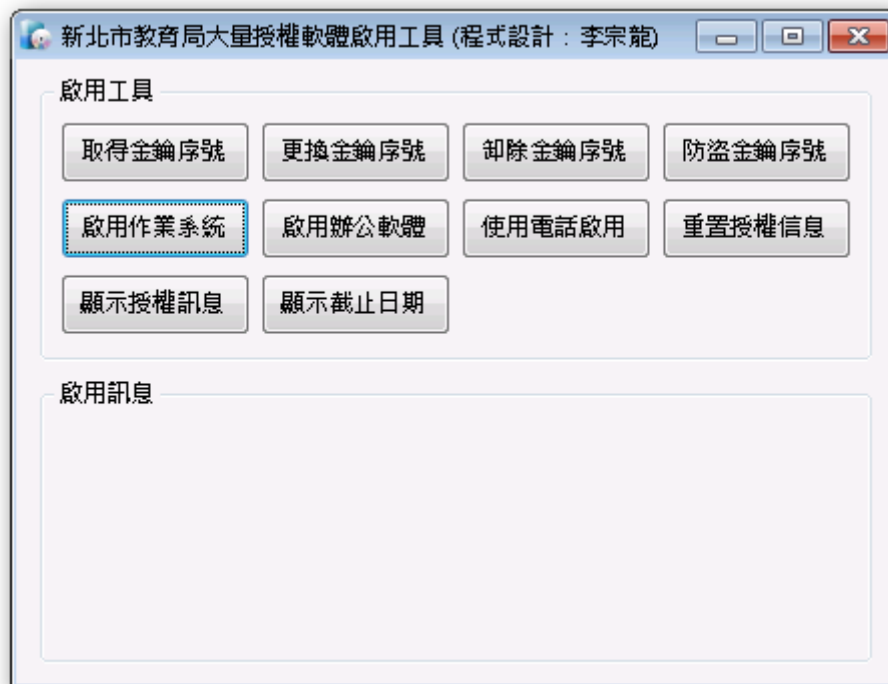 新北市教育局大量授權軟體啟用工具 (程式設計：李宗龍)
啟用工具
取得金鑰序號 更換金鑰序號 卸除金鑰序號 防盜金鑰序號
啟用作業系統 啟用辦公軟體 使用電話啟用 重置授權信息
顯示授權訊息 顯示截止日期
啟用訊息